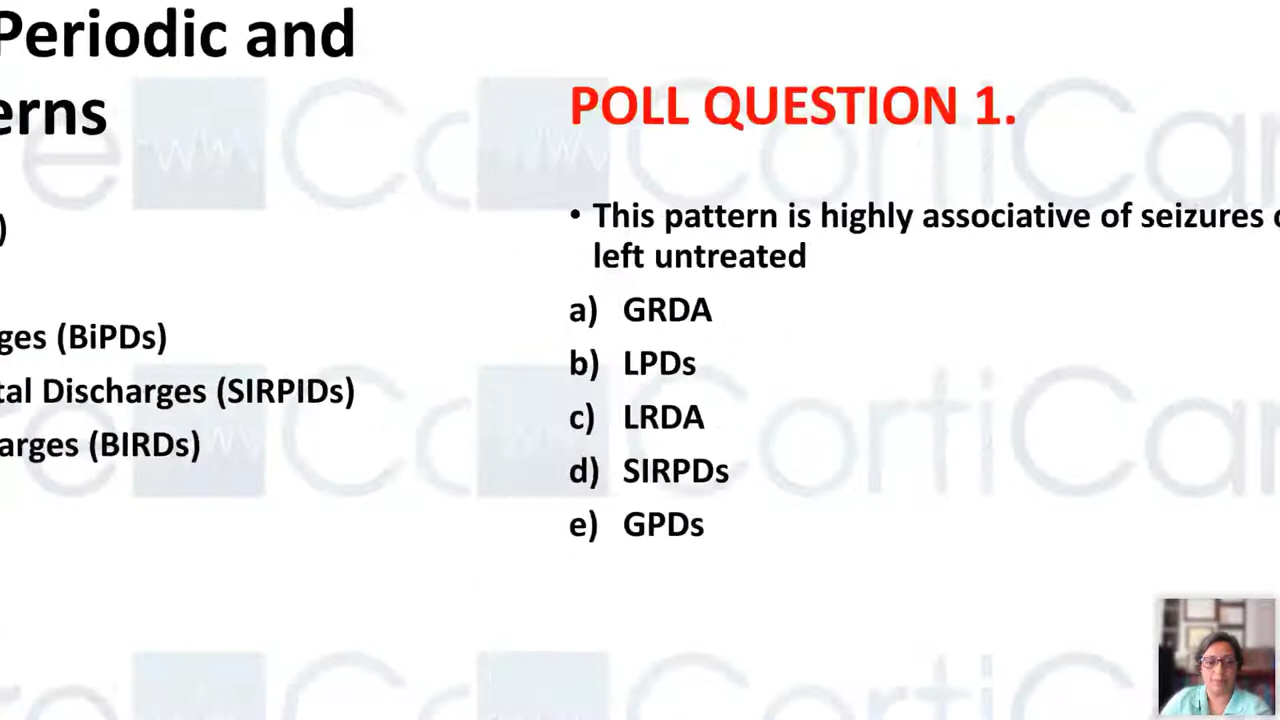 Periodic and
erns
)
ges (BiPDs)
tal Discharges (SIRPIDs)
arges (BIRDs)
POLL QUESTION 1.
• This pattern is highly associative of seizures
left untreated
a) GRDA
b) LPDs
c) LRDA
d) SIRPDs
e) GPDs
CortiCar